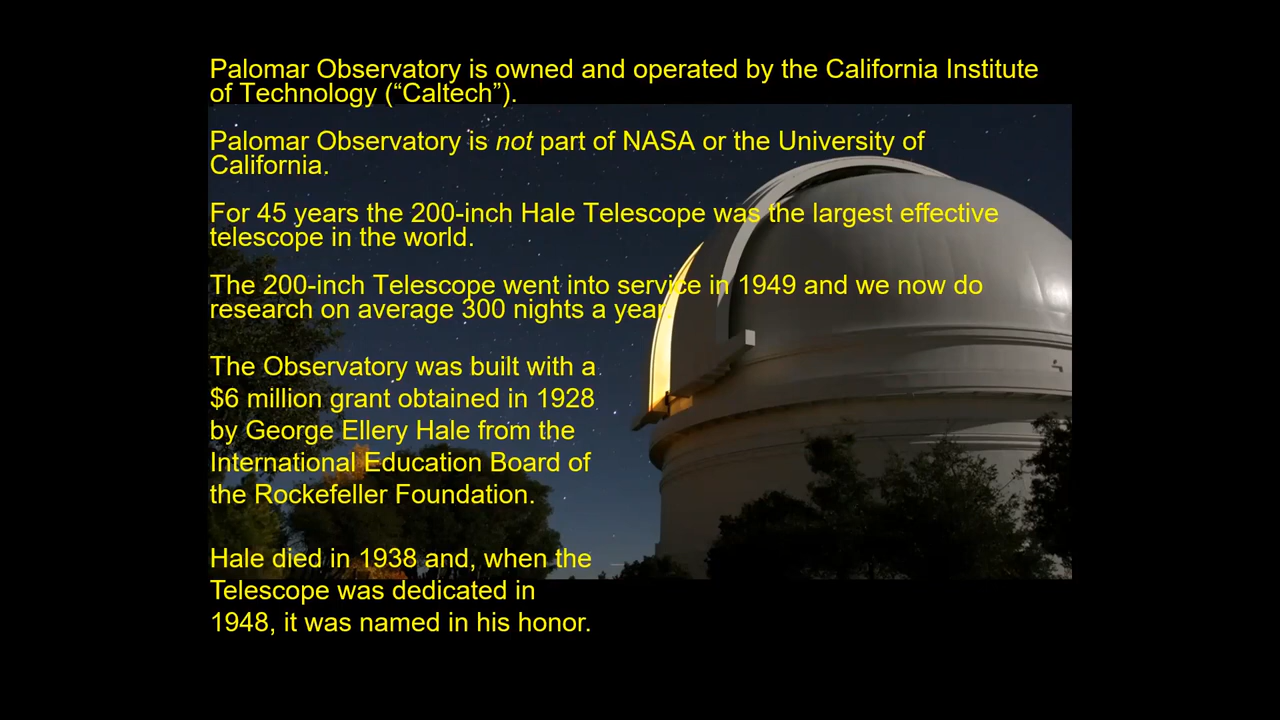 Palomar Observatory is owned and operated by the California Institute
of Technology (“Caltech”).
Palomar Observatory is not part of NASA or the University of
California.
For 45 years the 200-inch Hale Telescope was the largest effective
telescope in the world.
The 200-inch Telescope went into service in 1949 and we now do
research on average 300 nights a year.
The Observatory was built with a
$6 million grant obtained in 1928
by George Ellery Hale from the
International Education Board of
the Rockefeller Foundation.
Hale died in 1938 and, when the
Telescope was dedicated in
1948, it was named in his honor.